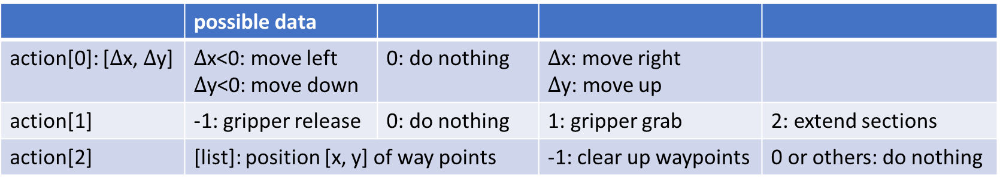 possible data
action[0]: [Δx, Δy]
Δx<0: move left
Δy<0: move down
0: do nothing
Δx: move right
Δy: move up
action[1]
-1: gripper release
0: do nothing
1: gripper grab
2: extend sections
action[2]
[list]: position [x, y] of way points
-1: clear up waypoints
0 or others: do nothing